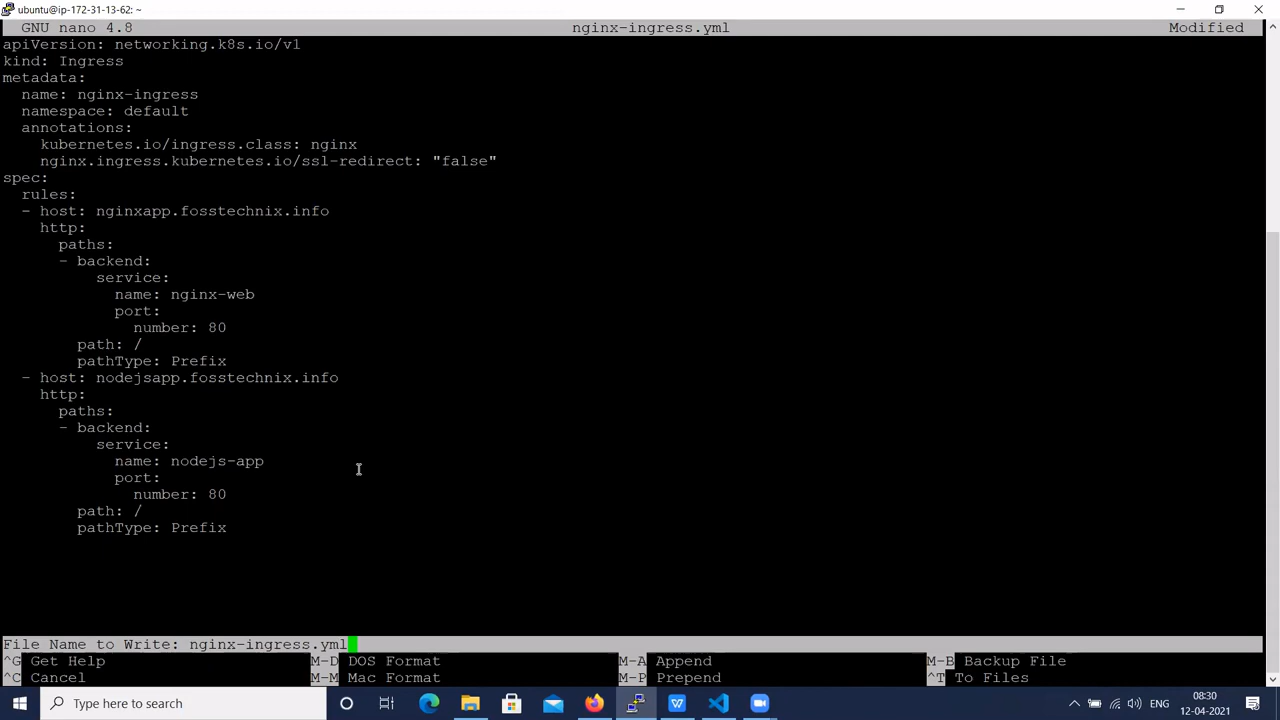 ubuntu@ip-172-31-13-62: ~
GNU nano 4.8 nginx-ingress.yml Modified
apiVersion: networking.k8s.io/v1
kind: Ingress
metadata:
  name: nginx-ingress
  namespace: default
  annotations:
    kubernetes.io/ingress.class: nginx
    nginx.ingress.kubernetes.io/ssl-redirect: "false"
spec:
  rules:
  - host: nginxapp.fosstechnix.info
    http:
      paths:
      - backend:
          service:
            name: nginx-web
            port:
              number: 80
        path: /
        pathType: Prefix
  - host: nodejsapp.fosstechnix.info
    http:
      paths:
      - backend:
          service:
            name: nodejs-app
            port:
              number: 80
        path: /
        pathType: Prefix
File Name to Write: nginx-ingress.yml
^G Get Help M-D DOS Format M-A Append M-B Backup File
^C Cancel M-M Mac Format M-P Prepend ^T To Files
Type here to search ENG 08:30
12-04-2021